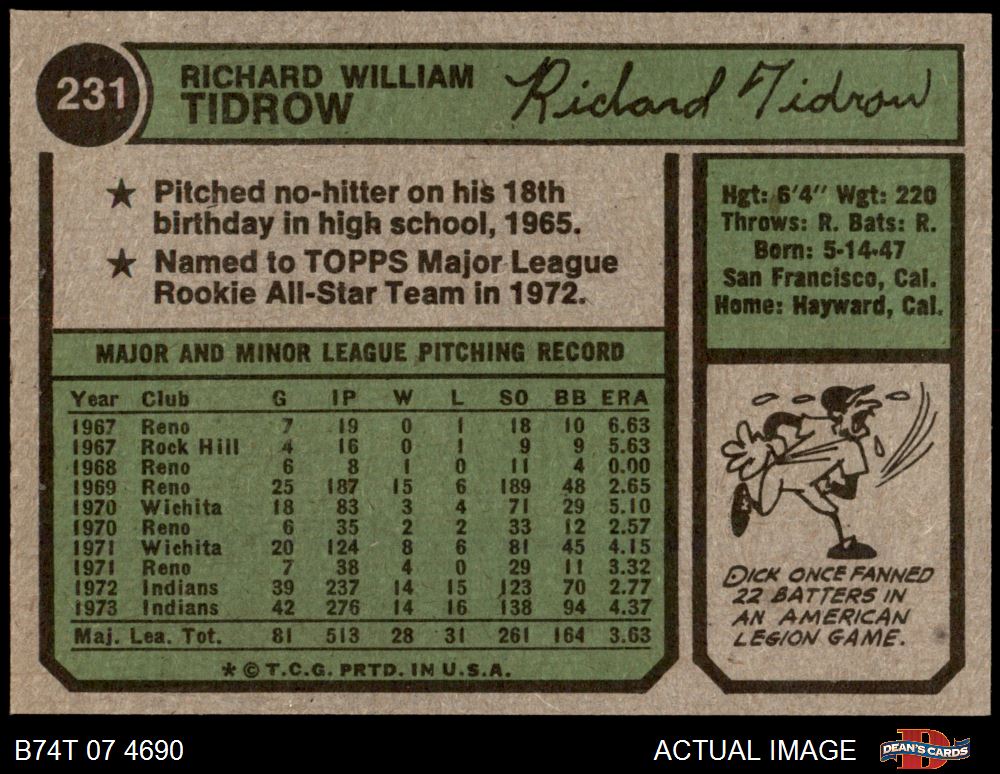 231
RICHARD WILLIAM
TIDROW
Richard Tidrow
★ Pitched no-hitter on his 18th
birthday in high school, 1965.
★ Named to TOPPS Major League
Rookie All-Star Team in 1972.
Hgt: 6'4" Wgt: 220
Throws: R. Bats: R.
Born: 5-14-47
San Francisco, Cal.
Home: Hayward, Cal.
MAJOR AND MINOR LEAGUE PITCHING RECORD
Year Club G IP W L SO BB ERA
1967 Reno 7 19 0 1 18 10 6.63
1967 Rock Hill 4 16 0 1 9 9 5.63
1968 Reno 6 8 1 0 11 4 0.00
1969 Reno 25 187 15 6 189 48 2.65
1970 Wichita 18 83 3 4 71 29 5.10
1970 Reno 6 35 2 2 33 12 2.57
1971 Wichita 20 124 8 6 81 45 4.15
1971 Reno 7 38 4 0 29 11 3.32
1972 Indians 39 237 14 15 123 70 2.77
1973 Indians 42 276 14 16 138 94 4.37
Maj. Lea. Tot. 81 513 28 31 261 164 3.63
* © T.C.G. PRTD. IN U.S.A.
DICK ONCE FANNED
22 BATTERS IN
AN AMERICAN
LEGION GAME.
B74T 07 4690
ACTUAL IMAGE
DEAN'S CARDS